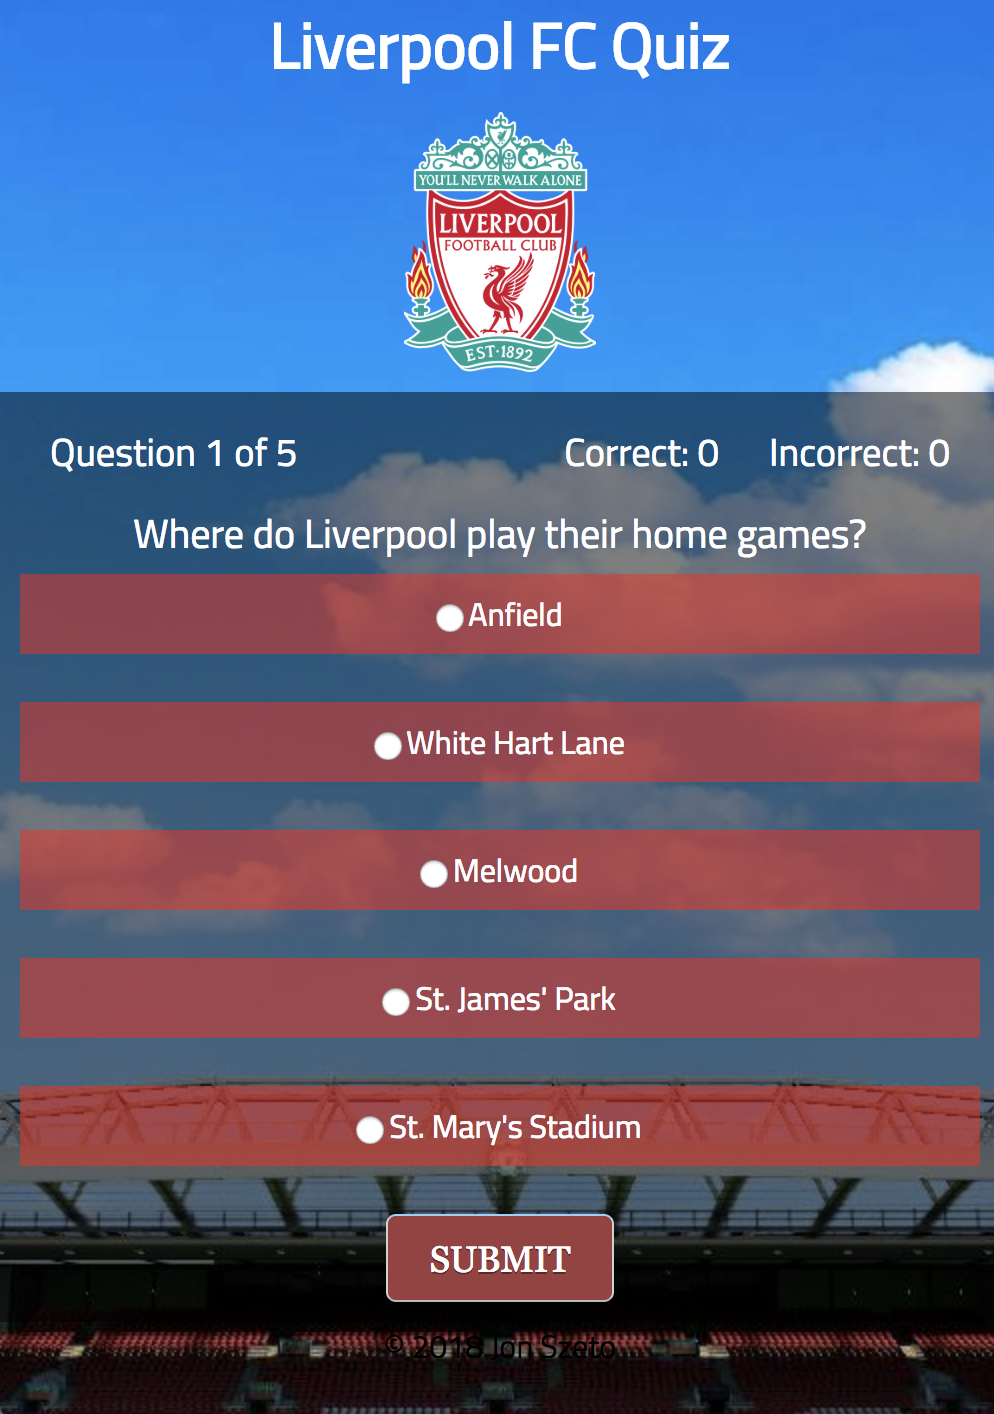 Liverpool FC Quiz
YOU'LL NEVER WALK ALONE
LIVERPOOL
FOOTBALL CLUB
EST·1892
Question 1 of 5 Correct: 0 Incorrect: 0
Where do Liverpool play their home games?
Anfield
White Hart Lane
Melwood
St. James' Park
St. Mary's Stadium
SUBMIT
© 2018 Jon Szeto